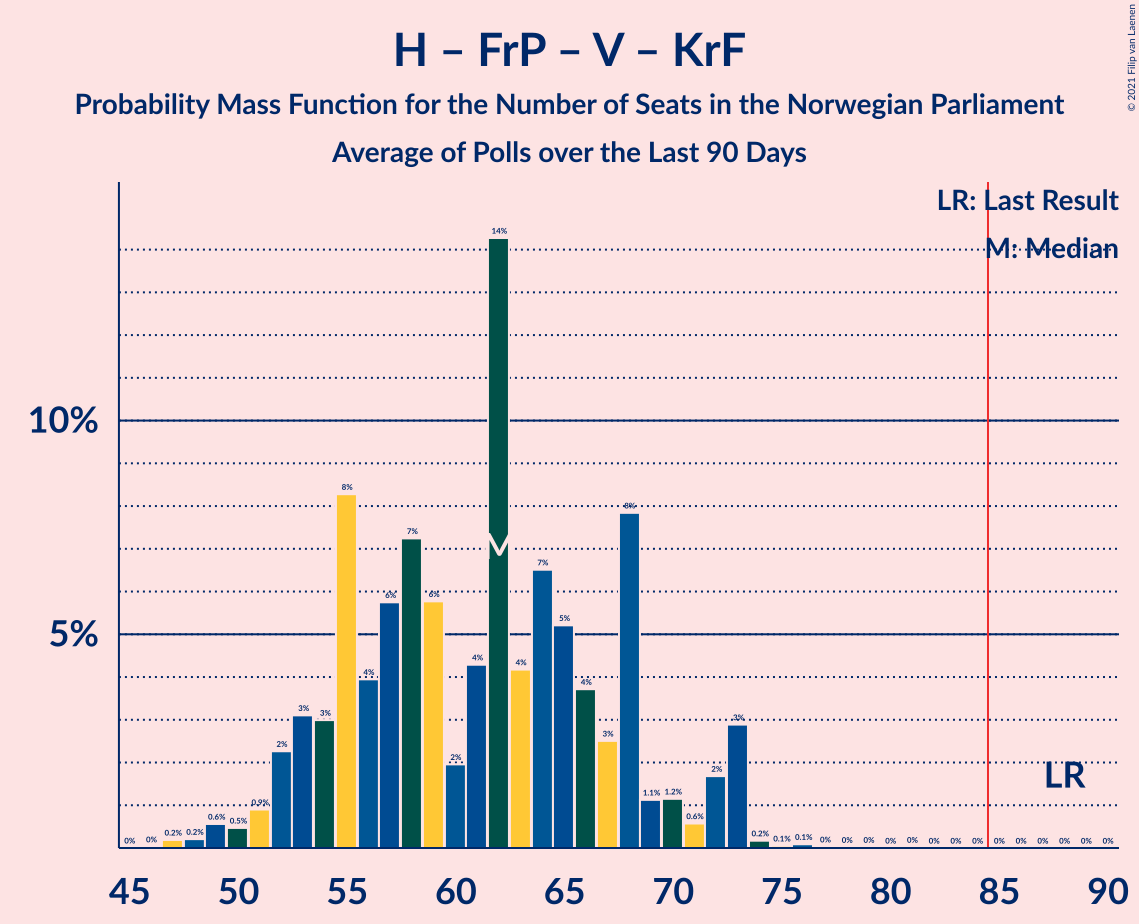 H – FrP – V – KrF
Probability Mass Function for the Number of Seats in the Norwegian Parliament
Average of Polls over the Last 90 Days
© 2021 Filip van Laenen
LR: Last Result
M: Median
10%
5%
0% 0% 0.2% 0.2% 0.6% 0.5% 0.9% 2% 3% 3% 8% 4% 6% 7% 6% 2% 4% 14% 4% 7% 5% 4% 3% 8% 1.1% 1.2% 0.6% 2% 3% 0.2% 0.1% 0.1% 0% 0% 0% 0% 0% 0% 0% 0% 0% 0% 0% 0% 0% 0%
LR
45 50 55 60 65 70 75 80 85 90